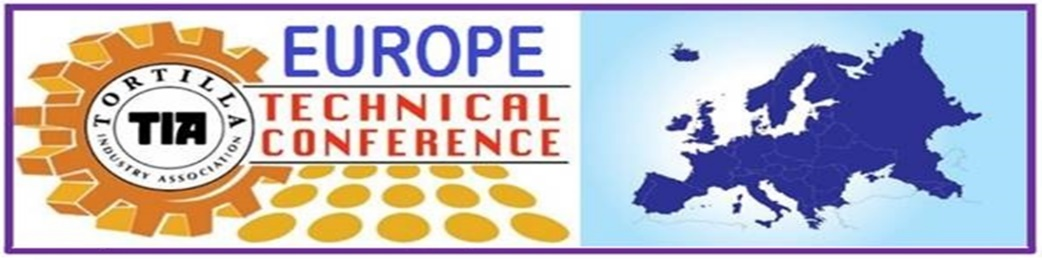 EUROPE
TECHNICAL
CONFERENCE
TORTILLA
TIA
INDUSTRY ASSOCIATION